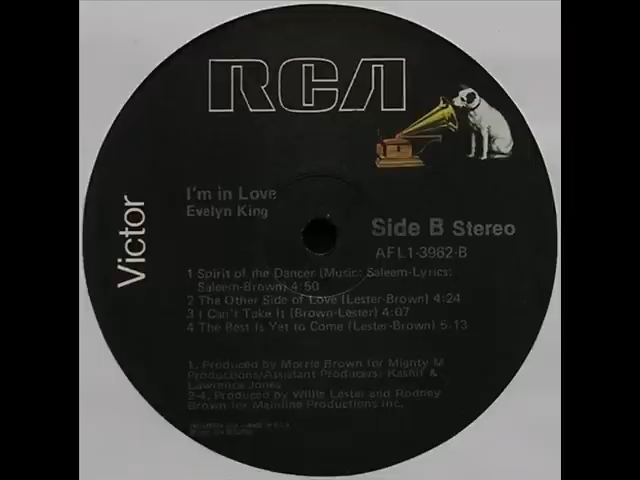 RCA
Victor
I'm in Love
Evelyn King
Side B Stereo
AFL1-3962-B
1 Spirit of the Dancer (Music: Saleem-Lyrics:
Saleem-Brown) 4:50
2 The Other Side of Love (Lester-Brown) 4:24
3 I Can't Take It (Brown-Lester) 4:07
4 The Best Is Yet to Come (Lester-Brown) 5:13
1. Produced by Morrie Brown for Mighty M
Productions/Assistant Producers: Kashif &
Lawrence Jones
2-4. Produced by Willie Lester and Rodney
Brown for Mainline Productions Inc.